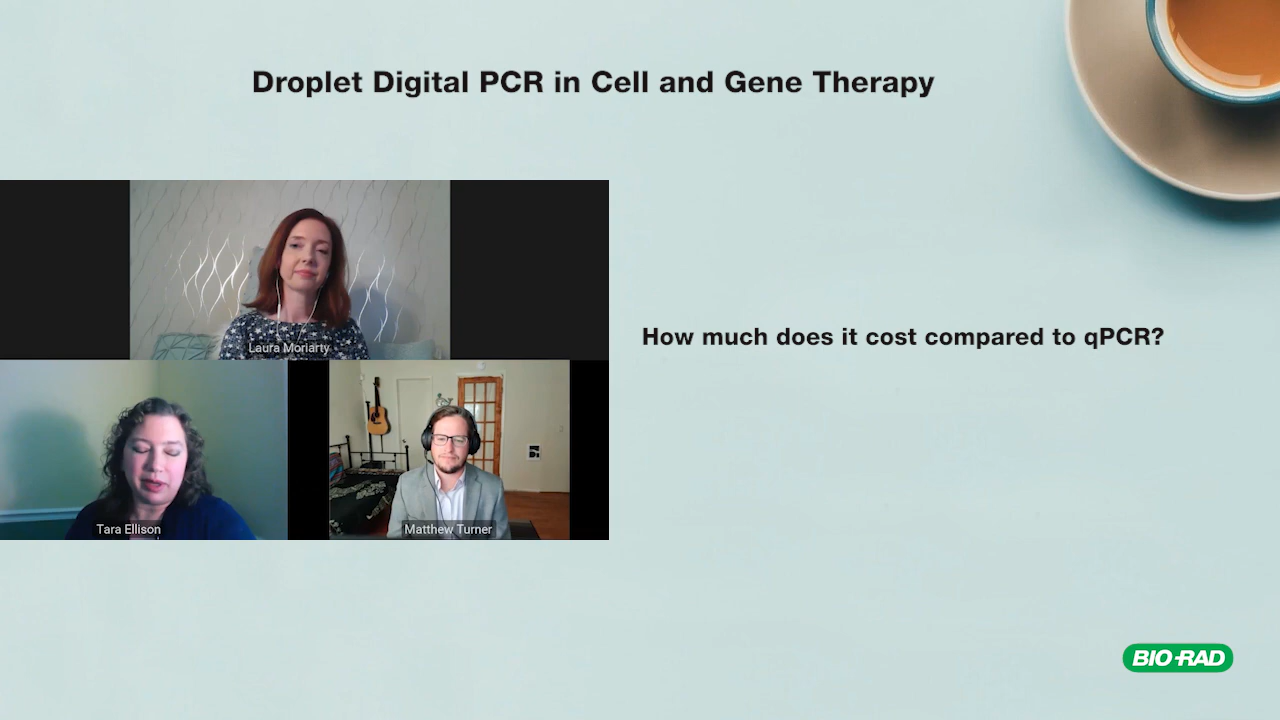 Droplet Digital PCR in Cell and Gene Therapy
Laura Moriarty
How much does it cost compared to qPCR?
Tara Ellison
Matthew Turner
BIO-RAD